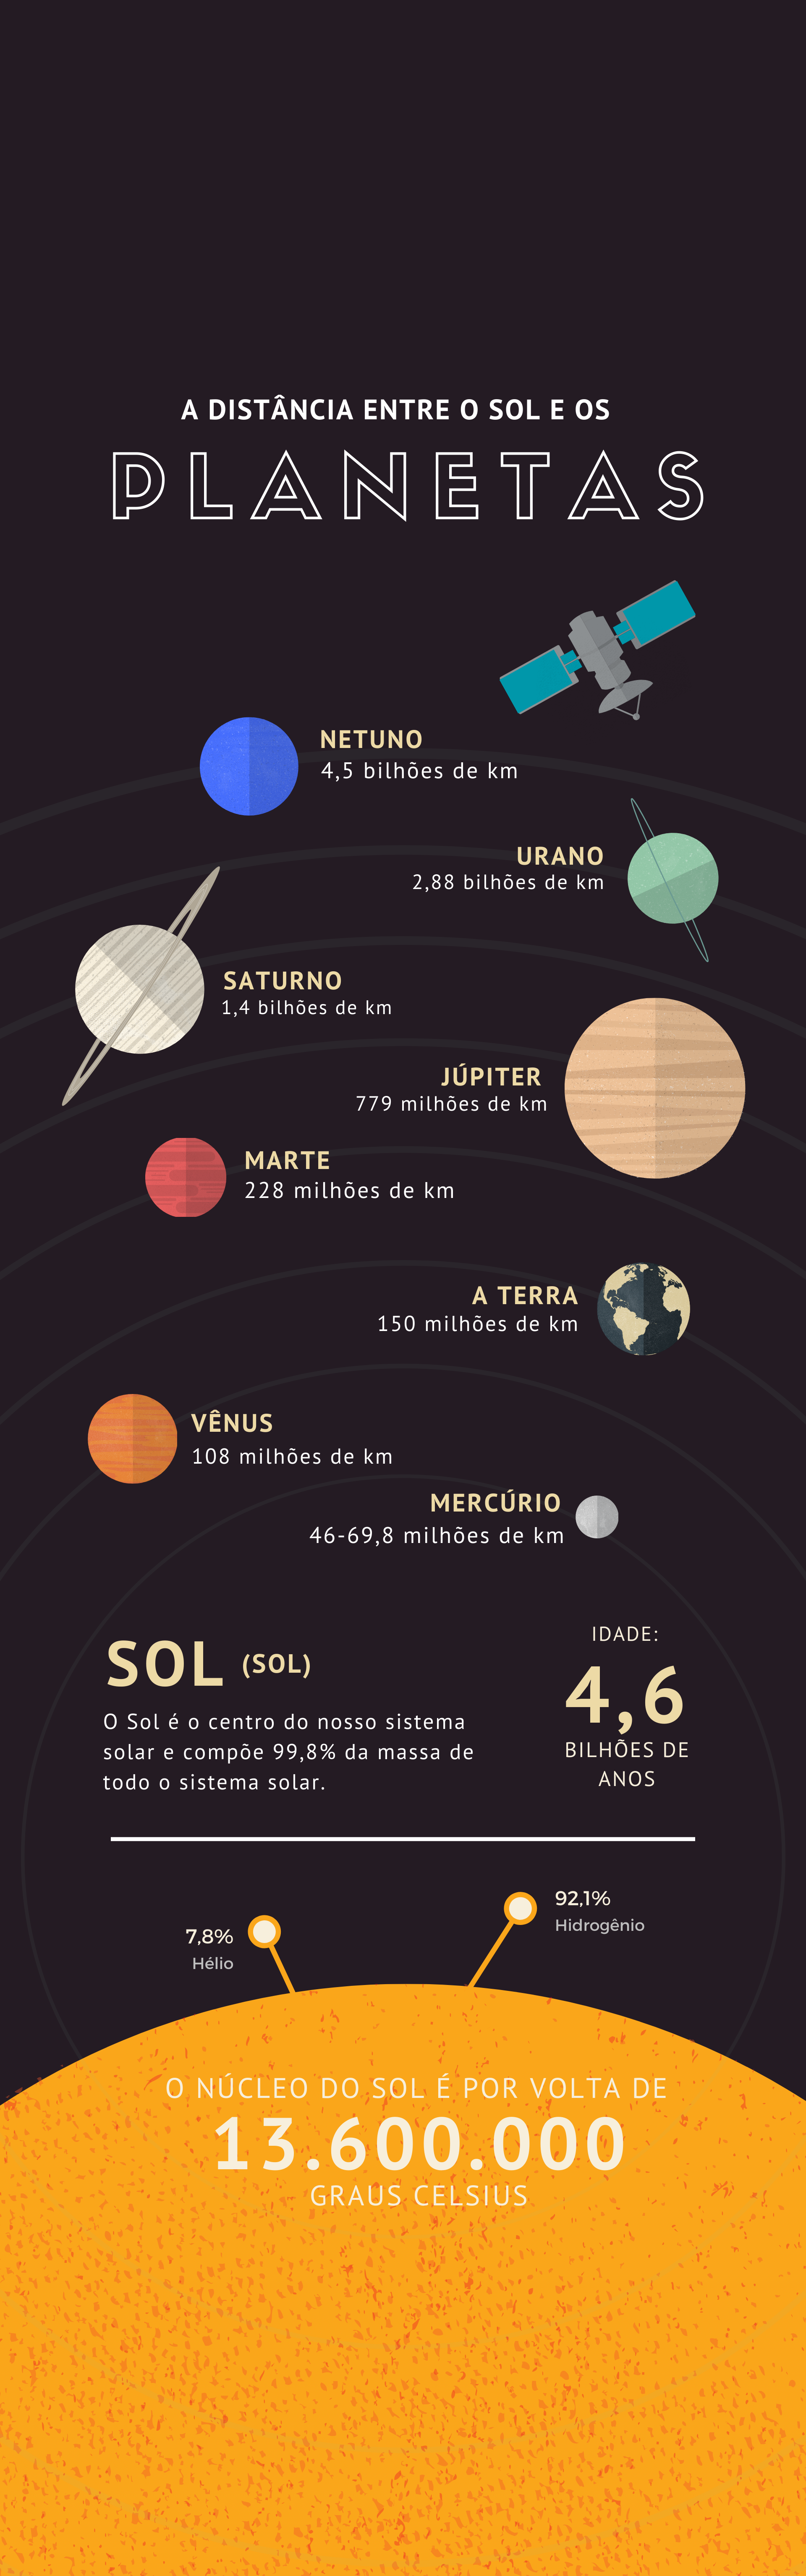 A DISTÂNCIA ENTRE O SOL E OS
PLANETAS
NETUNO
4,5 bilhões de km
URANO
2,88 bilhões de km
SATURNO
1,4 bilhões de km
JÚPITER
779 milhões de km
MARTE
228 milhões de km
A TERRA
150 milhões de km
VÊNUS
108 milhões de km
MERCÚRIO
46-69,8 milhões de km
SOL (SOL)
O Sol é o centro do nosso sistema
solar e compõe 99,8% da massa de
todo o sistema solar.
IDADE:
4,6
BILHÕES DE
ANOS
92,1%
Hidrogênio
7,8%
Hélio
O NÚCLEO DO SOL É POR VOLTA DE
13.600.000
GRAUS CELSIUS